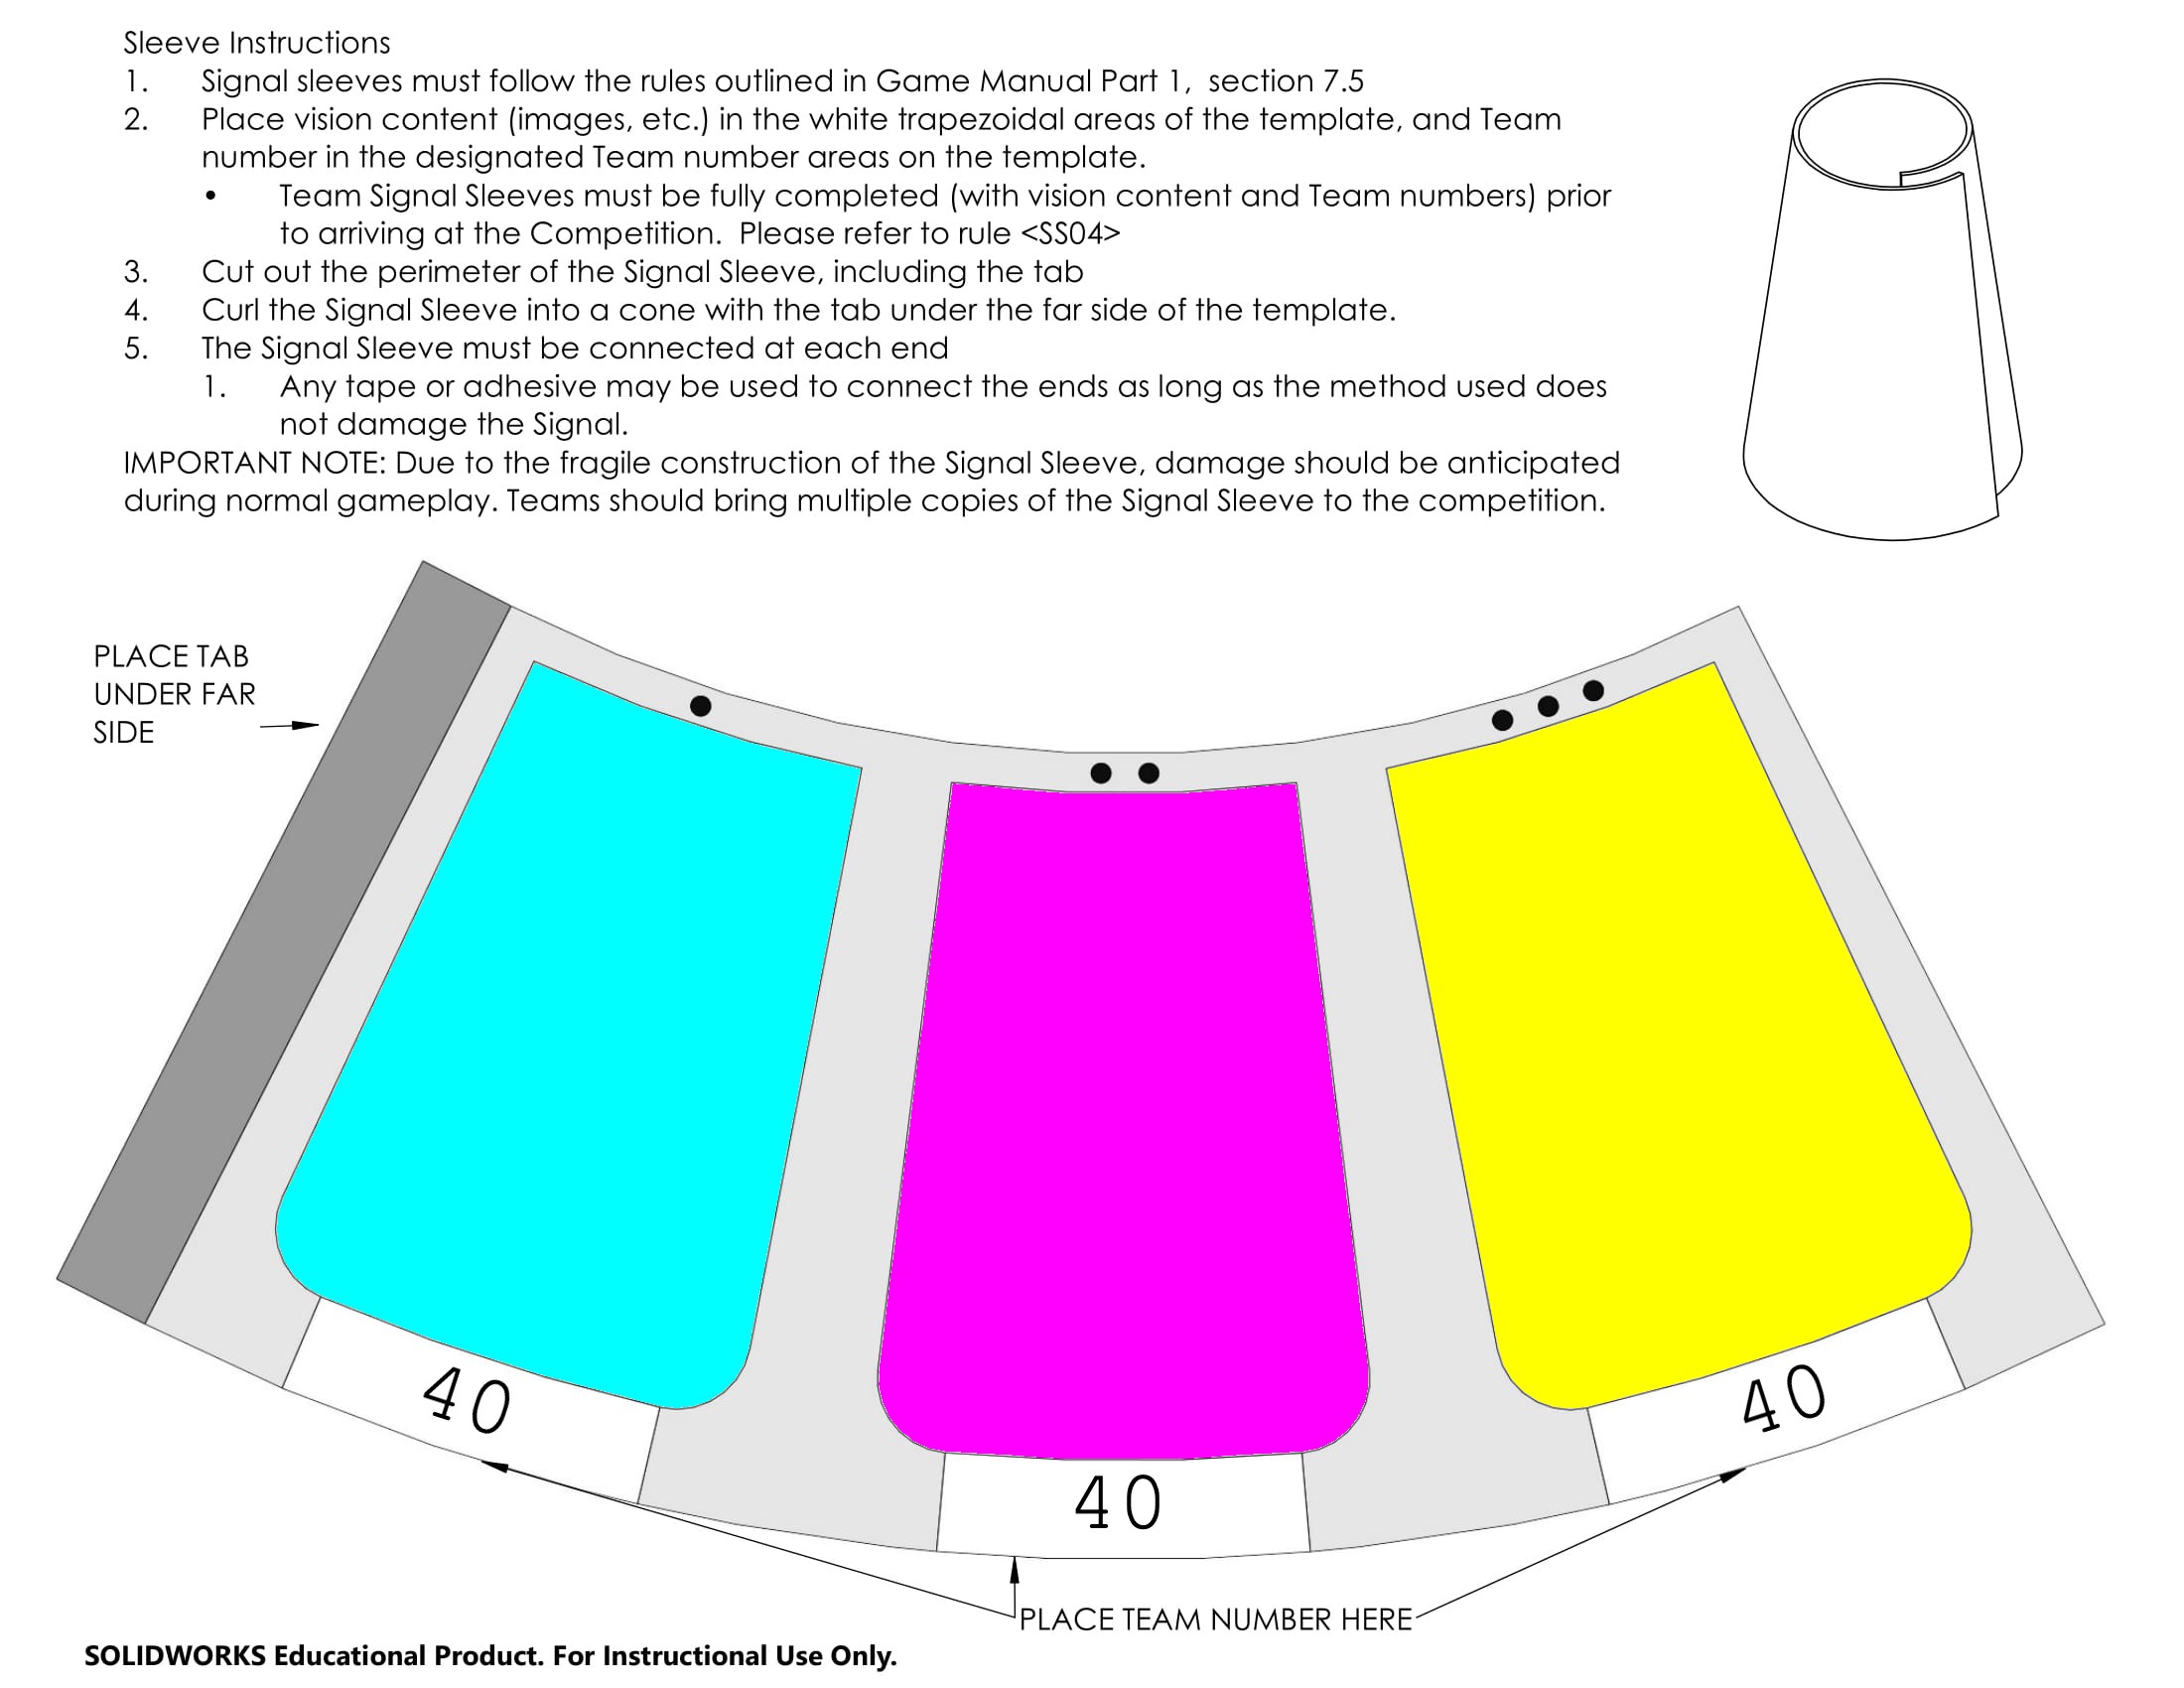 Sleeve Instructions
1. Signal sleeves must follow the rules outlined in Game Manual Part 1,  section 7.5
2. Place vision content (images, etc.) in the white trapezoidal areas of the template, and Team
number in the designated Team number areas on the template.
• Team Signal Sleeves must be fully completed (with vision content and Team numbers) prior
to arriving at the Competition.  Please refer to rule <SS04>
3. Cut out the perimeter of the Signal Sleeve, including the tab
4. Curl the Signal Sleeve into a cone with the tab under the far side of the template.
5. The Signal Sleeve must be connected at each end
1. Any tape or adhesive may be used to connect the ends as long as the method used does
not damage the Signal.
IMPORTANT NOTE: Due to the fragile construction of the Signal Sleeve, damage should be anticipated
during normal gameplay. Teams should bring multiple copies of the Signal Sleeve to the competition.
PLACE TAB
UNDER FAR
SIDE
40
40
40
PLACE TEAM NUMBER HERE
SOLIDWORKS Educational Product. For Instructional Use Only.